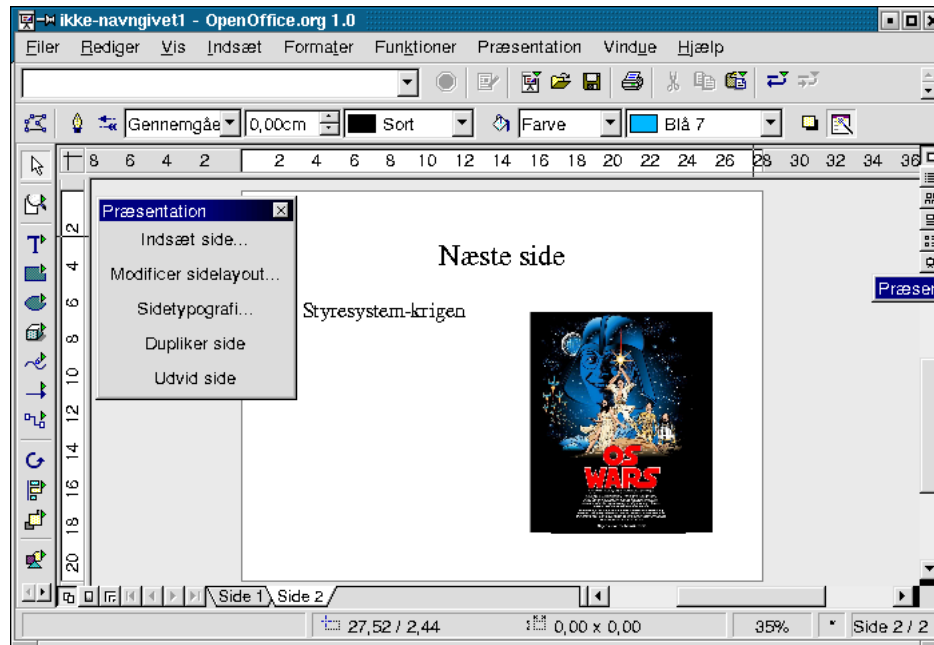 ikke-navngivet1 - OpenOffice.org 1.0
Filer Rediger Vis Indsæt Formater Funktioner Præsentation Vindue Hjælp
Gennemgåe 0,00cm Sort Farve Blå 7
8 6 4 2 2 4 6 8 10 12 14 16 18 20 22 24 26 28 30 32 34 36
2
4
6
8
10
12
14
16
18
20
Præsentation
Indsæt side...
Modificer sidelayout...
Sidetypografi...
Dupliker side
Udvid side
Næste side
Styresystem-krigen
OS
WARS
Præser
Side 1 Side 2
27,52 / 2,44 0,00 x 0,00 35% * Side 2 / 2